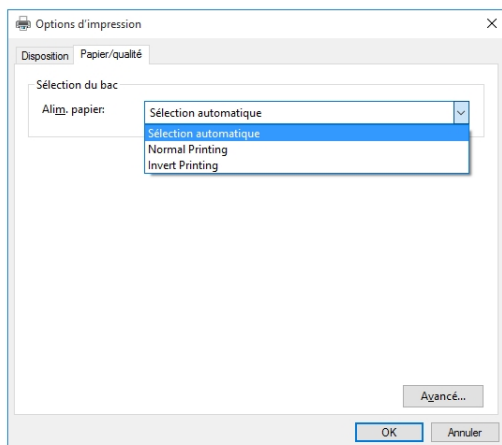 Options d'impression
Disposition Papier/qualité
Sélection du bac
Alim. papier: Sélection automatique
Sélection automatique
Normal Printing
Invert Printing
Avancé...
OK Annuler